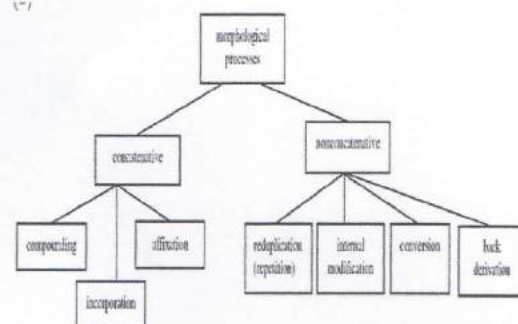 morphological
processes
concatenative
nonconcatenative
compounding
affixation
incorporation
reduplication
(repetition)
internal
modification
conversion
back
derivation